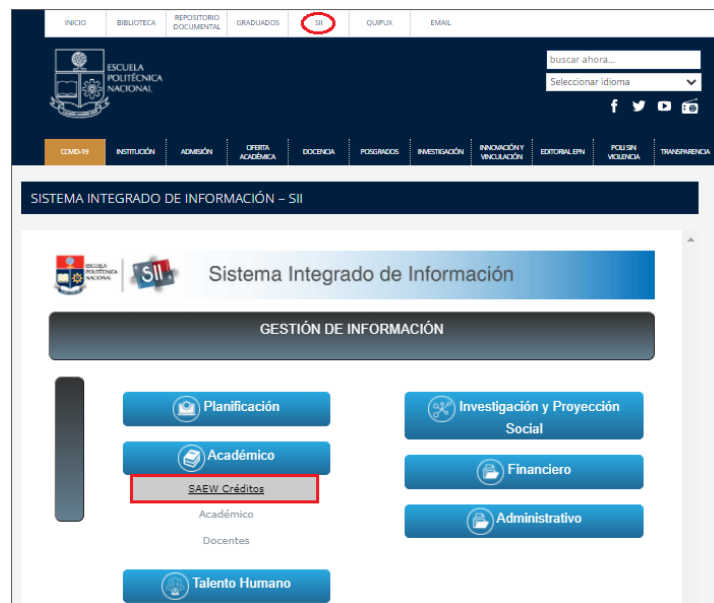 INICIO
BIBLIOTECA
REPOSITORIO
DOCUMENTAL
GRADUADOS
SII
QUIPUX
EMAIL
ESCUELA
POLITÉCNICA
NACIONAL
buscar ahora...
Seleccionar idioma
COVID-19
INSTITUCIÓN
ADMISIÓN
OFERTA
ACADÉMICA
DOCENCIA
POSGRADOS
INVESTIGACIÓN
INNOVACIÓN Y
VINCULACIÓN
EDITORIAL EPN
POLI SIN
VIOLENCIA
TRANSPARENCIA
SISTEMA INTEGRADO DE INFORMACIÓN – SII
ESCUELA
POLITÉCNICA
NACIONAL
SII
Sistema Integrado de Información
GESTIÓN DE INFORMACIÓN
Planificación
Académico
SAEW Créditos
Académico
Docentes
Talento Humano
Investigación y Proyección
Social
Financiero
Administrativo